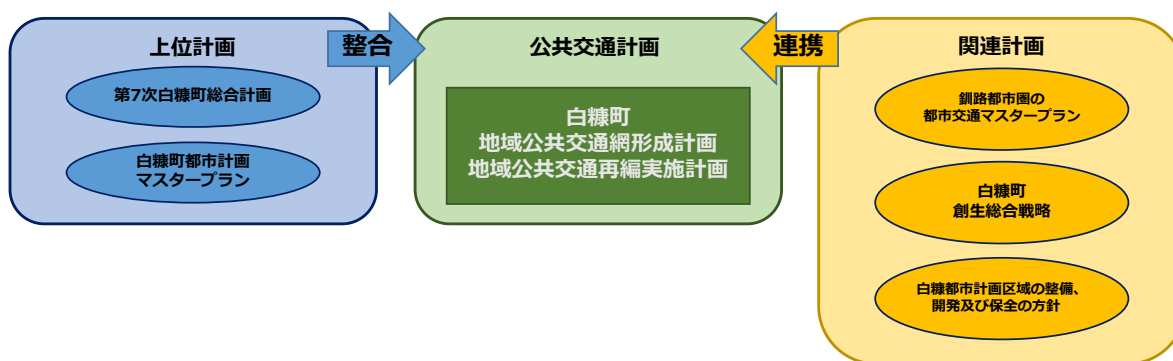 上位計画
整合
第7次白糠町総合計画
白糠町都市計画
マスタープラン
公共交通計画
白糠町
地域公共交通網形成計画
地域公共交通再編実施計画
連携
関連計画
釧路都市圏の
都市交通マスタープラン
白糠町
創生総合戦略
白糠都市計画区域の整備、
開発及び保全の方針